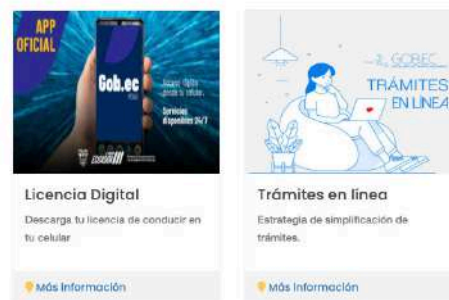 APP
OFICIAL
Gob.ec
Servicios
disponibles 24/7
GOBEC
TRÁMITES
EN LÍNEA
Licencia Digital
Descarga tu licencia de conducir en
tu celular
Más Información
Trámites en línea
Estrategia de simplificación de
trámites.
Más Información